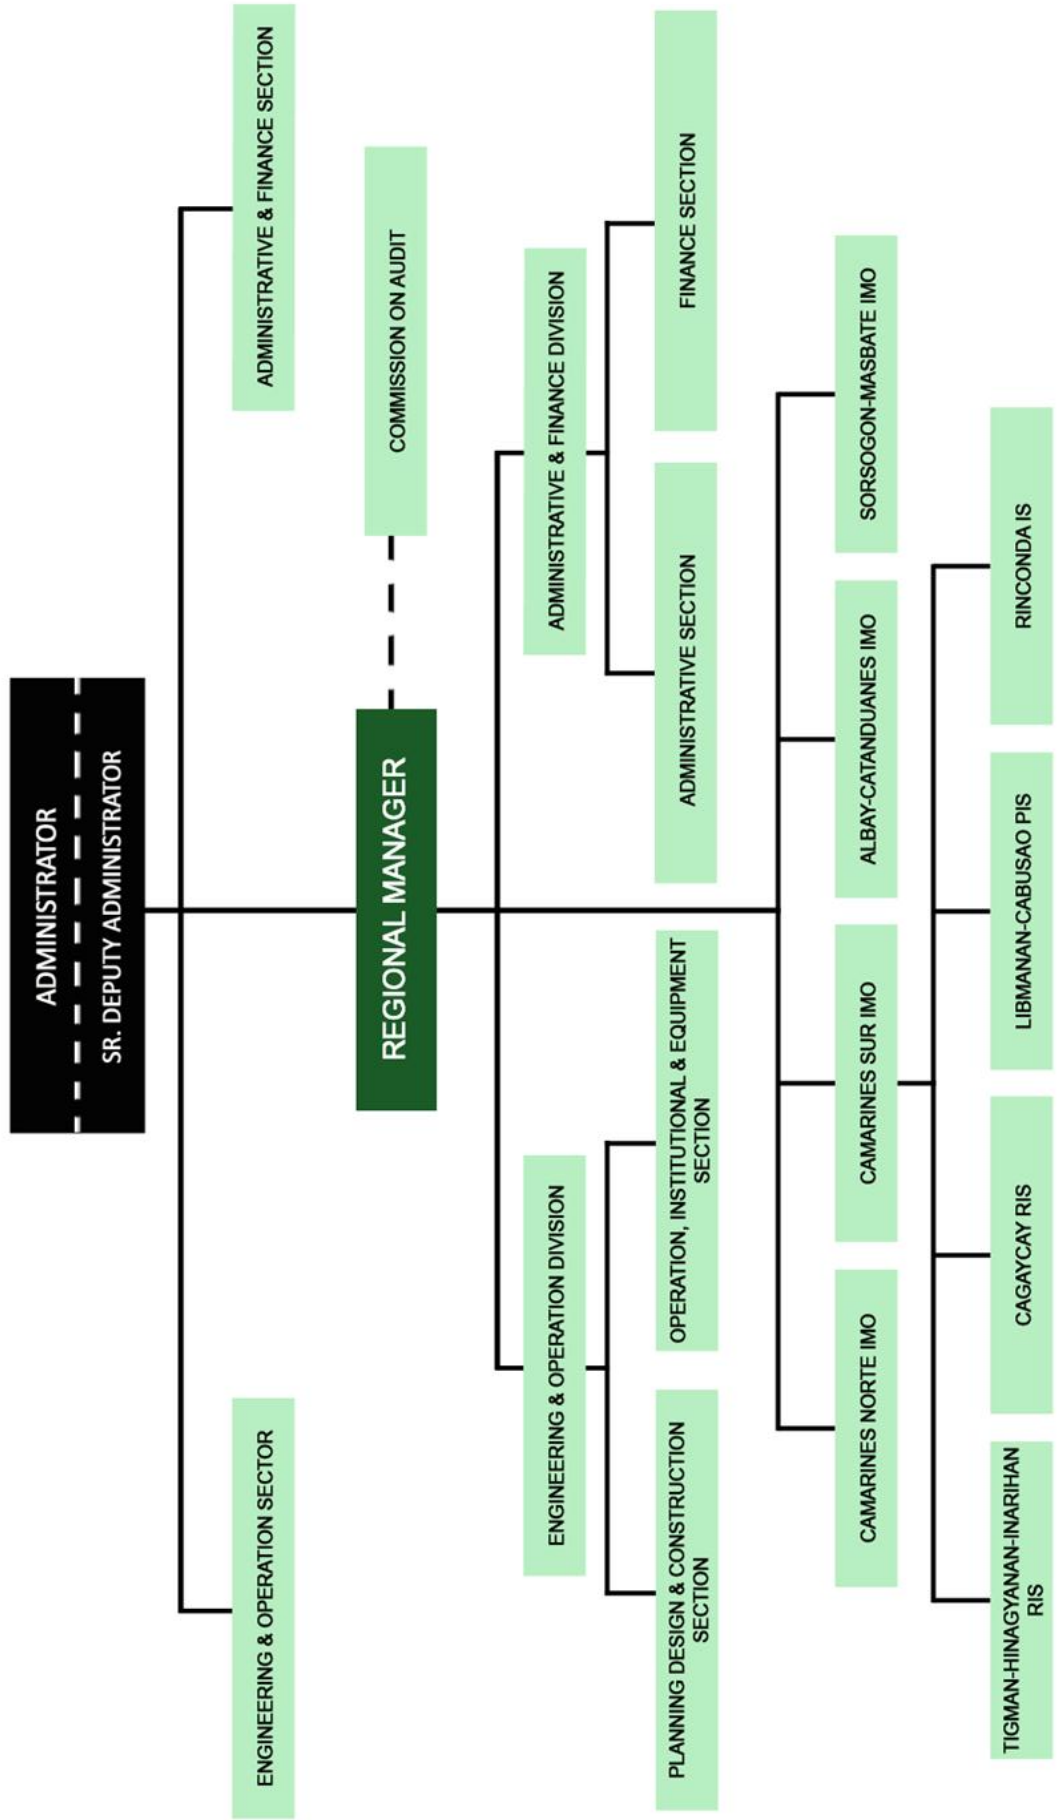 ADMINISTRATOR
SR. DEPUTY ADMINISTRATOR
ENGINEERING & OPERATION SECTOR
ADMINISTRATIVE & FINANCE SECTION
REGIONAL MANAGER
COMMISSION ON AUDIT
ENGINEERING & OPERATION DIVISION
ADMINISTRATIVE & FINANCE DIVISION
PLANNING DESIGN & CONSTRUCTION
SECTION
OPERATION, INSTITUTIONAL & EQUIPMENT
SECTION
ADMINISTRATIVE SECTION
FINANCE SECTION
CAMARINES NORTE IMO
CAMARINES SUR IMO
ALBAY-CATANDUANES IMO
SORSOGON-MASBATE IMO
TIGMAN-HINAGYANAN-INARIHAN
RIS
CAGAYCAY RIS
LIBMANAN-CABUSAO PIS
RINCONDA IS